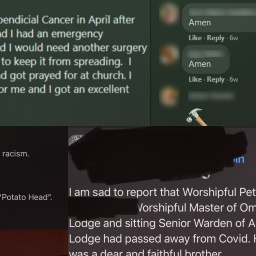 pendicial Cancer in April after
d I had an emergency
d I would need another surgery
to keep it from spreading. I
d got prayed for at church. I
or me and I got an excellent
Amen
Like · Reply · 6w
Amen
Like · Reply · 6w
racism.
"Potato Head".
in
I am sad to report that Worshipful Pet
Worshipful Master of Om
Lodge and sitting Senior Warden of A
Lodge had passed away from Covid. H
was a dear and faithful brother